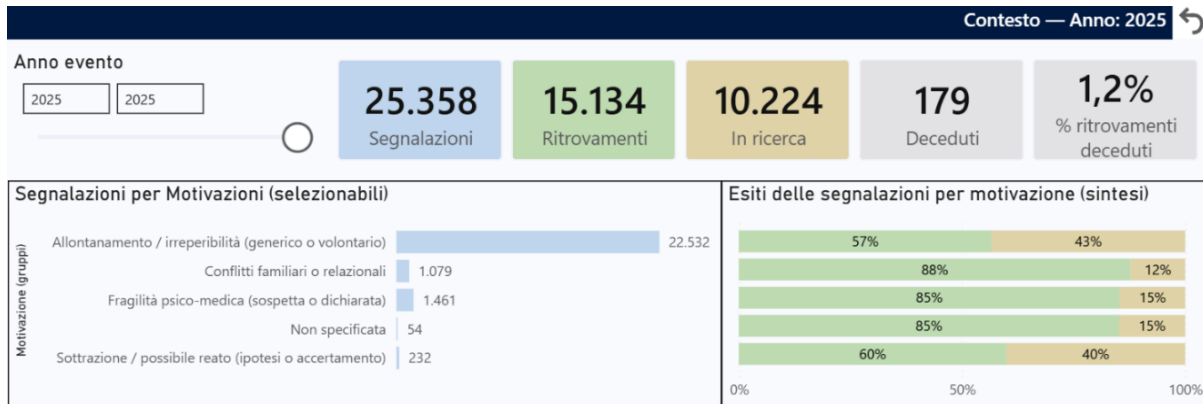 Contesto — Anno: 2025
Anno evento
2025
2025
25.358
Segnalazioni
15.134
Ritrovamenti
10.224
In ricerca
179
Deceduti
1,2%
% ritrovamenti
deceduti
Segnalazioni per Motivazioni (selezionabili)
Motivazione (gruppi)
Allontanamento / irreperibilità (generico o volontario)
22.532
Conflitti familiari o relazionali
1.079
Fragilità psico-medica (sospetta o dichiarata)
1.461
Non specificata
54
Sottrazione / possibile reato (ipotesi o accertamento)
232
Esiti delle segnalazioni per motivazione (sintesi)
57%
43%
88%
12%
85%
15%
85%
15%
60%
40%
0%
50%
100%